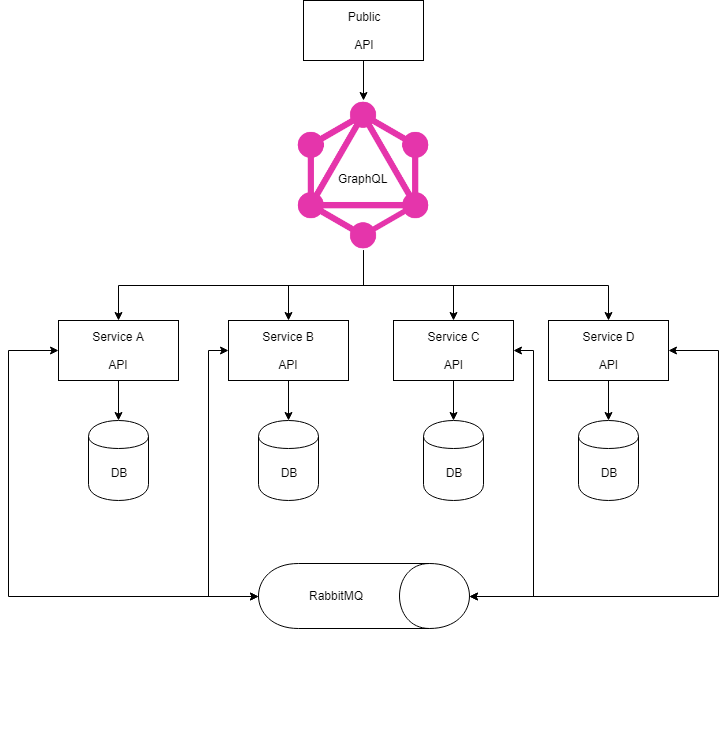 Public
API
GraphQL
Service A
API
Service B
API
Service C
API
Service D
API
DB
DB
DB
DB
RabbitMQ